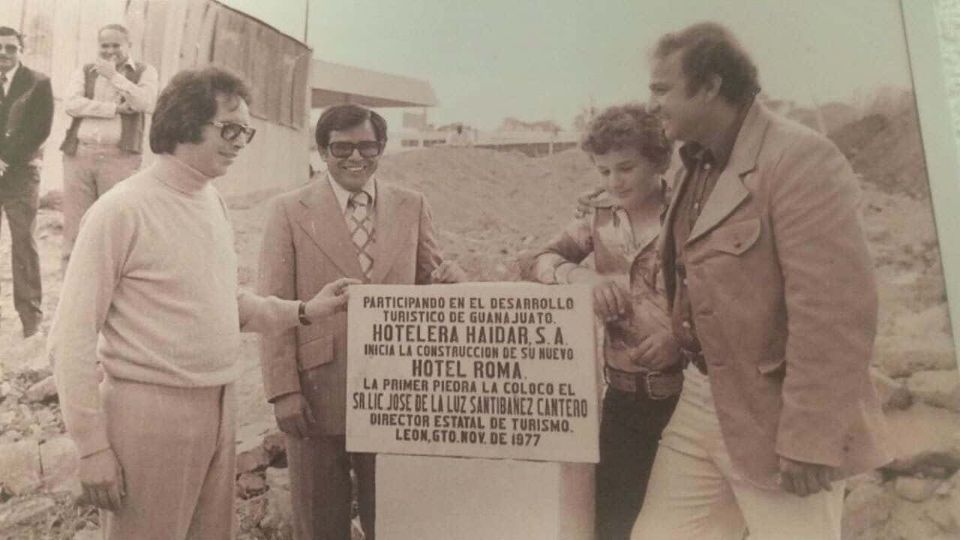 PARTICIPANDO EN EL DESARROLLO
TURISTICO DE GUANAJUATO.
HOTELERA HAIDAR, S.A.
INICIA LA CONSTRUCCION DE SU NUEVO
HOTEL ROMA.
LA PRIMER PIEDRA LA COLOCO EL
SR. LIC. JOSE DE LA LUZ SANTIBAÑEZ CANTERO
DIRECTOR ESTATAL DE TURISMO.
LEON, GTO. NOV. DE 1977